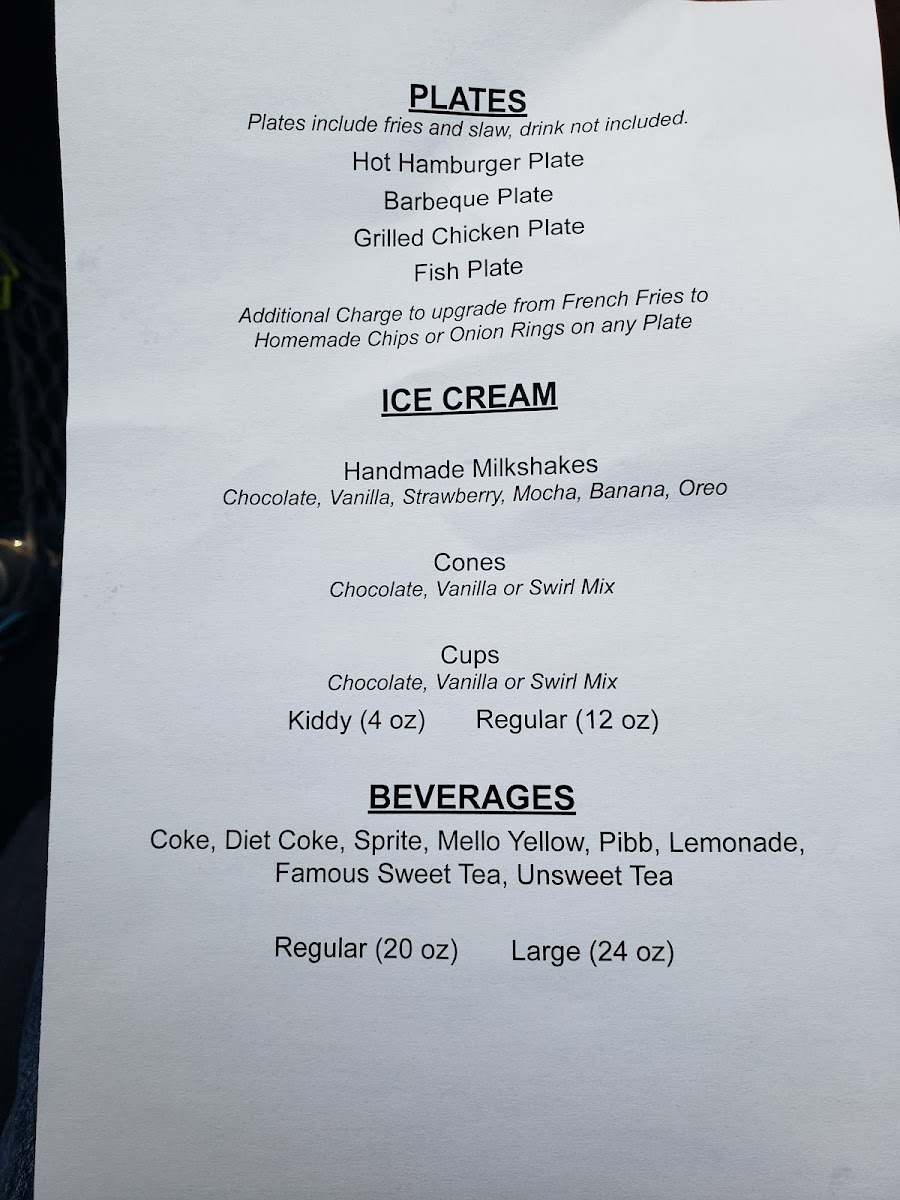 PLATES
Plates include fries and slaw, drink not included.
Hot Hamburger Plate
Barbeque Plate
Grilled Chicken Plate
Fish Plate
Additional Charge to upgrade from French Fries to
Homemade Chips or Onion Rings on any Plate
ICE CREAM
Handmade Milkshakes
Chocolate, Vanilla, Strawberry, Mocha, Banana, Oreo
Cones
Chocolate, Vanilla or Swirl Mix
Cups
Chocolate, Vanilla or Swirl Mix
Kiddy (4 oz) Regular (12 oz)
BEVERAGES
Coke, Diet Coke, Sprite, Mello Yellow, Pibb, Lemonade,
Famous Sweet Tea, Unsweet Tea
Regular (20 oz) Large (24 oz)